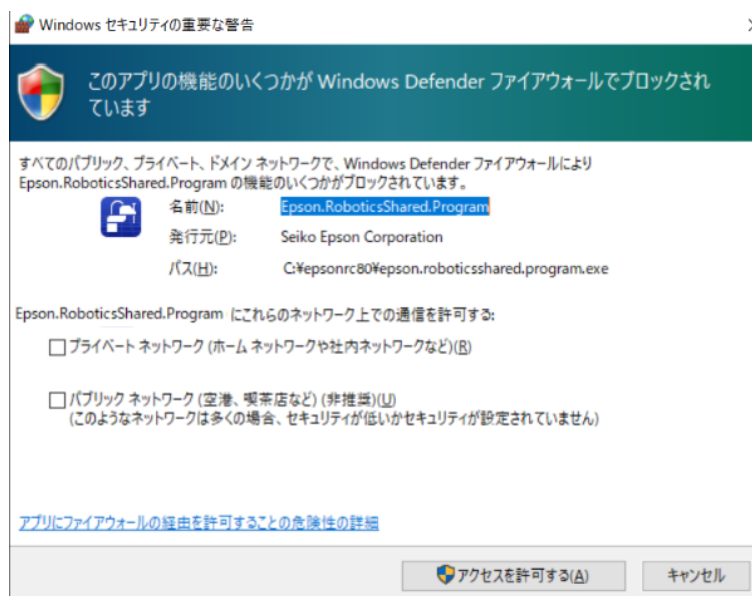 Windows セキュリティの重要な警告
このアプリの機能のいくつかが Windows Defender ファイアウォールでブロックされ
ています
すべてのパブリック、プライベート、ドメイン ネットワークで、Windows Defender ファイアウォールにより
Epson.RoboticsShared.Program の機能のいくつかがブロックされています。
名前(N): Epson.RoboticsShared.Program
発行元(P): Seiko Epson Corporation
パス(H): C:¥epsonrc80¥epson.roboticsshared.program.exe
Epson.RoboticsShared.Program にこれらのネットワーク上での通信を許可する:
プライベート ネットワーク (ホーム ネットワークや社内ネットワークなど)(R)
パブリック ネットワーク (空港、喫茶店など) (非推奨)(U)
(このようなネットワークは多くの場合、セキュリティが低いかセキュリティが設定されていません)
アプリにファイアウォールの経由を許可することの危険性の詳細
アクセスを許可する(A) キャンセル